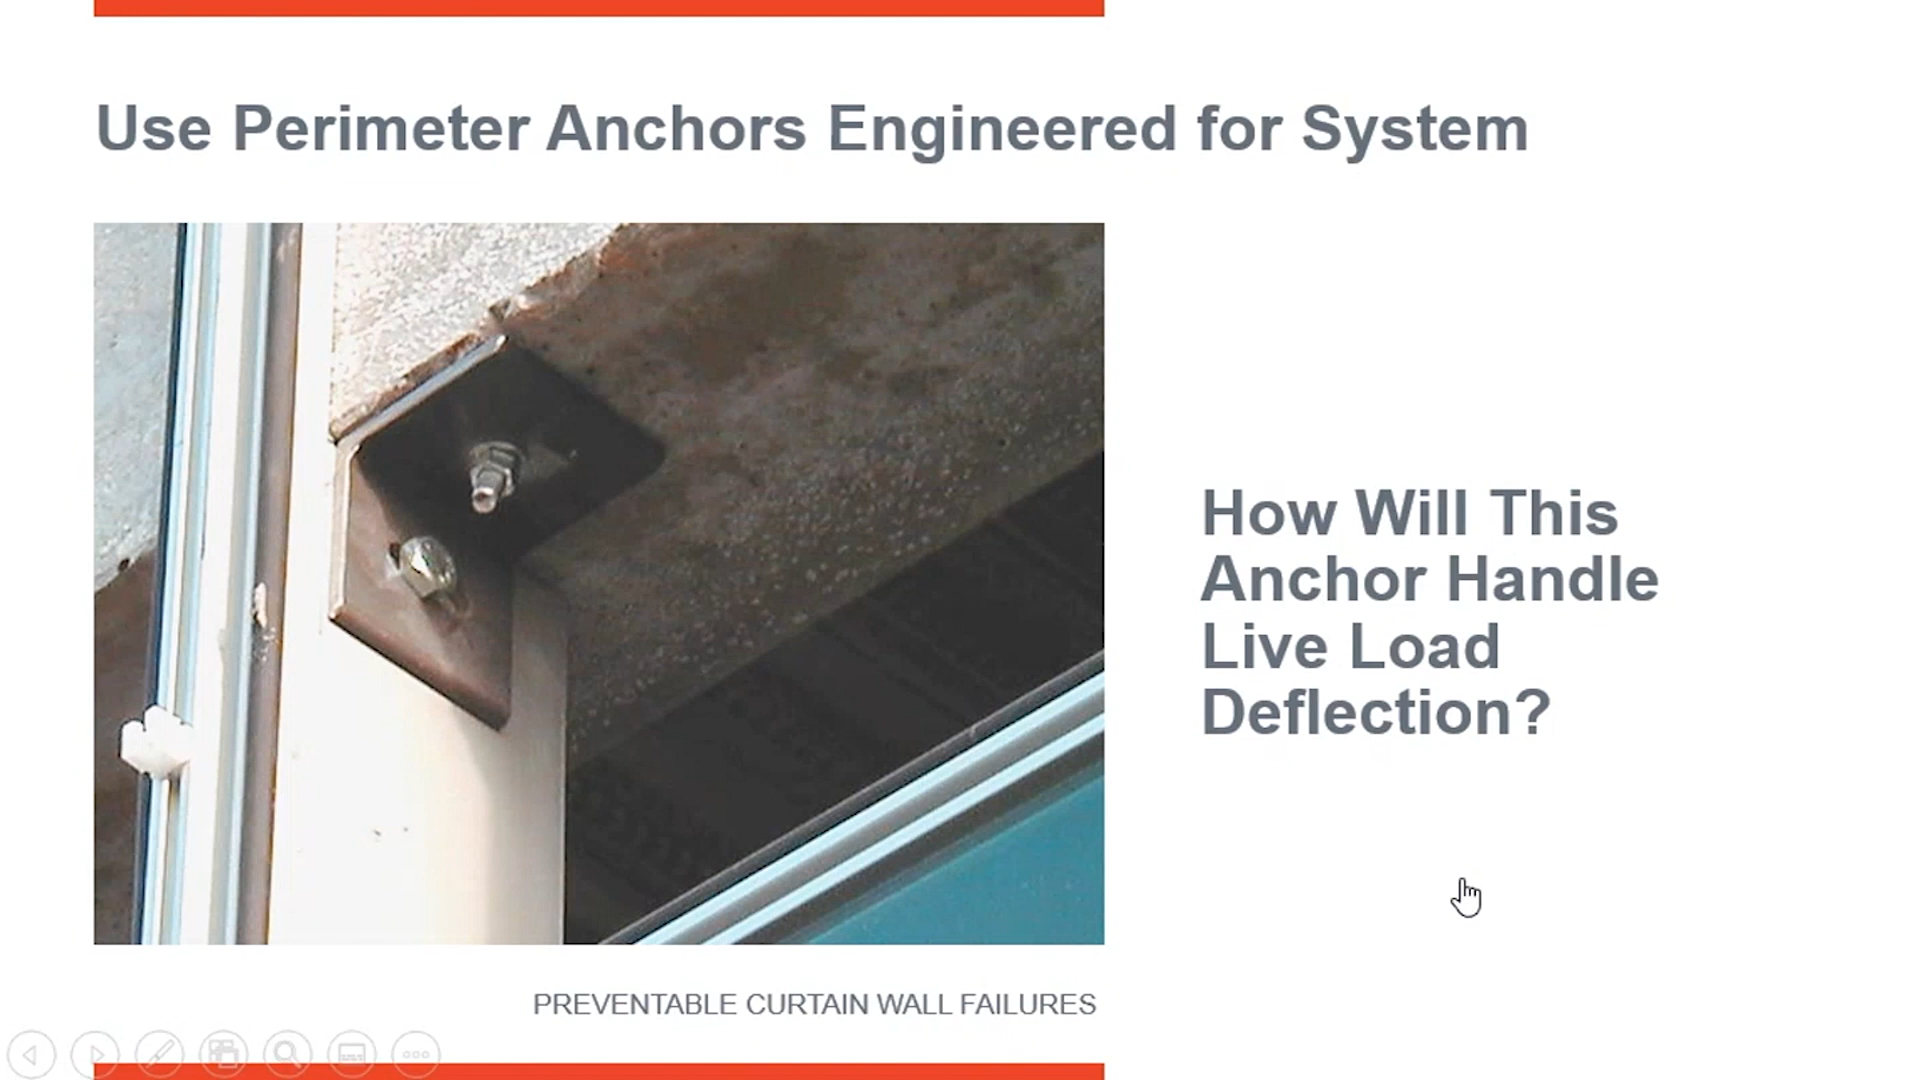 Use Perimeter Anchors Engineered for System
How Will This
Anchor Handle
Live Load
Deflection?
PREVENTABLE CURTAIN WALL FAILURES